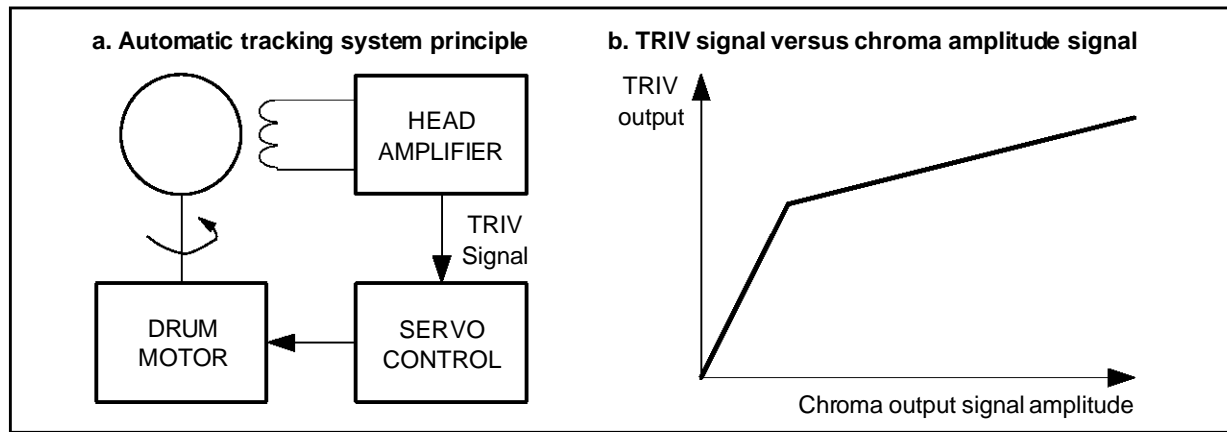 a. Automatic tracking system principle
HEAD
AMPLIFIER
TRIV
Signal
DRUM
MOTOR
SERVO
CONTROL
b. TRIV signal versus chroma amplitude signal
TRIV
output
Chroma output signal amplitude